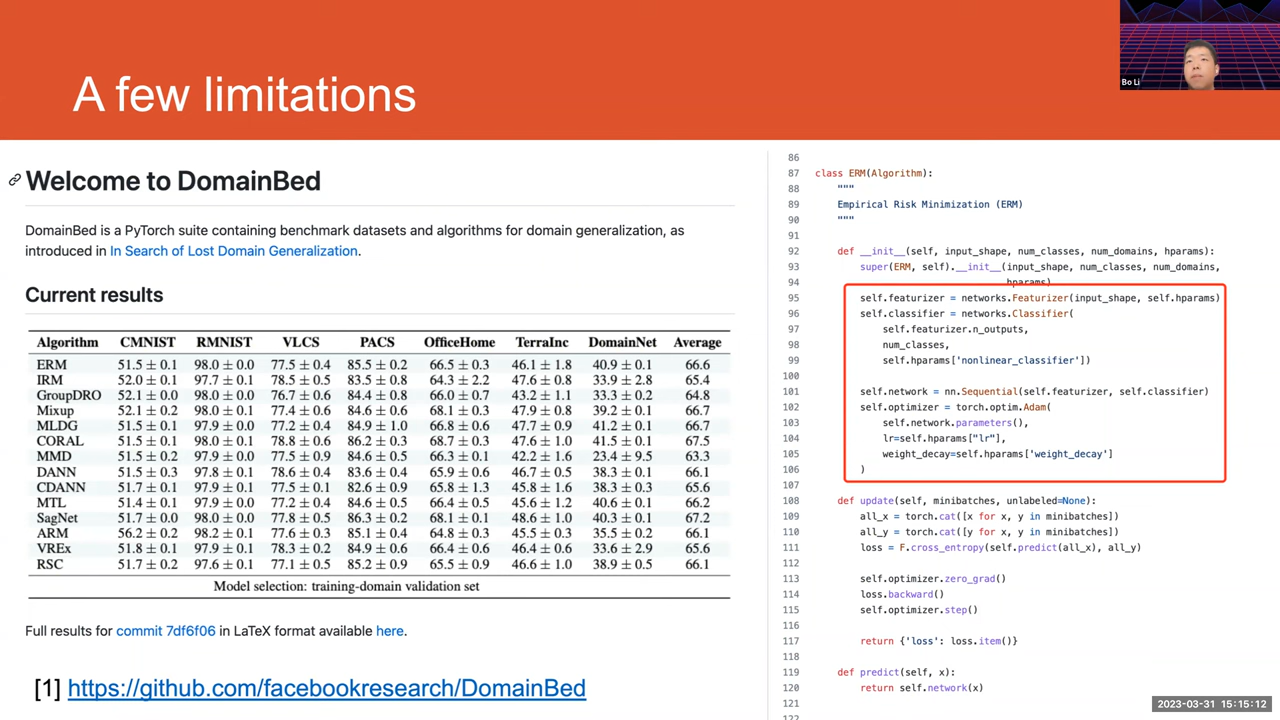 A few limitations
Bo Li
Welcome to DomainBed
DomainBed is a PyTorch suite containing benchmark datasets and algorithms for domain generalization, as
introduced in In Search of Lost Domain Generalization.
Current results
Algorithm CMNIST RMNIST VLCS PACS OfficeHome TerraInc DomainNet Average
ERM 51.5 ± 0.1 98.0 ± 0.0 77.5 ± 0.4 85.5 ± 0.2 66.5 ± 0.3 46.1 ± 1.8 40.9 ± 0.1 66.6
IRM 52.0 ± 0.1 97.7 ± 0.1 78.5 ± 0.5 83.5 ± 0.8 64.3 ± 2.2 47.6 ± 0.8 33.9 ± 2.8 65.4
GroupDRO 52.1 ± 0.0 98.0 ± 0.0 76.7 ± 0.6 84.4 ± 0.8 66.0 ± 0.7 43.2 ± 1.1 33.3 ± 0.2 64.8
Mixup 52.1 ± 0.2 98.0 ± 0.1 77.4 ± 0.6 84.6 ± 0.6 68.1 ± 0.3 47.9 ± 0.8 39.2 ± 0.1 66.7
MLDG 51.5 ± 0.1 97.9 ± 0.0 77.2 ± 0.4 84.9 ± 1.0 66.8 ± 0.6 47.7 ± 0.9 41.2 ± 0.1 66.7
CORAL 51.5 ± 0.1 98.0 ± 0.1 78.8 ± 0.6 86.2 ± 0.3 68.7 ± 0.3 47.6 ± 1.0 41.5 ± 0.1 67.5
MMD 51.5 ± 0.2 97.9 ± 0.0 77.5 ± 0.9 84.6 ± 0.5 66.3 ± 0.1 42.2 ± 1.6 23.4 ± 9.5 63.3
DANN 51.5 ± 0.3 97.8 ± 0.1 78.6 ± 0.4 83.6 ± 0.4 65.9 ± 0.6 46.7 ± 0.5 38.3 ± 0.1 66.1
CDANN 51.7 ± 0.1 97.9 ± 0.1 77.5 ± 0.1 82.6 ± 0.9 65.8 ± 1.3 45.8 ± 1.6 38.3 ± 0.3 65.6
MTL 51.4 ± 0.1 97.9 ± 0.0 77.2 ± 0.4 84.6 ± 0.5 66.4 ± 0.5 45.6 ± 1.2 40.6 ± 0.1 66.2
SagNet 51.7 ± 0.0 98.0 ± 0.0 77.8 ± 0.5 86.3 ± 0.2 68.1 ± 0.1 48.6 ± 1.0 40.3 ± 0.1 67.2
ARM 56.2 ± 0.2 98.2 ± 0.1 77.6 ± 0.3 85.1 ± 0.4 64.8 ± 0.3 45.5 ± 0.3 35.5 ± 0.2 66.1
VREx 51.8 ± 0.1 97.9 ± 0.1 78.3 ± 0.2 84.9 ± 0.6 66.4 ± 0.6 46.4 ± 0.6 33.6 ± 2.9 65.6
RSC 51.7 ± 0.2 97.6 ± 0.1 77.1 ± 0.5 85.2 ± 0.9 65.5 ± 0.9 46.6 ± 1.0 38.9 ± 0.5 66.1
Model selection: training-domain validation set
Full results for commit 7df6f06 in LaTeX format available here.
[1] https://github.com/facebookresearch/DomainBed
86
87 class ERM(Algorithm):
88 """
89 Empirical Risk Minimization (ERM)
90 """
91
92 def __init__(self, input_shape, num_classes, num_domains, hparams):
93 super(ERM, self).__init__(input_shape, num_classes, num_domains,
94 hparams)
95 self.featurizer = networks.Featurizer(input_shape, self.hparams)
96 self.classifier = networks.Classifier(
97 self.featurizer.n_outputs,
98 num_classes,
99 self.hparams['nonlinear_classifier'])
100
101 self.network = nn.Sequential(self.featurizer, self.classifier)
102 self.optimizer = torch.optim.Adam(
103 self.network.parameters(),
104 lr=self.hparams["lr"],
105 weight_decay=self.hparams['weight_decay']
106 )
107
108 def update(self, minibatches, unlabeled=None):
109 all_x = torch.cat([x for x, y in minibatches])
110 all_y = torch.cat([y for x, y in minibatches])
111 loss = F.cross_entropy(self.predict(all_x), all_y)
112
113 self.optimizer.zero_grad()
114 loss.backward()
115 self.optimizer.step()
116
117 return {'loss': loss.item()}
118
119 def predict(self, x):
120 return self.network(x)
121
122
2023-03-31 15:15:12